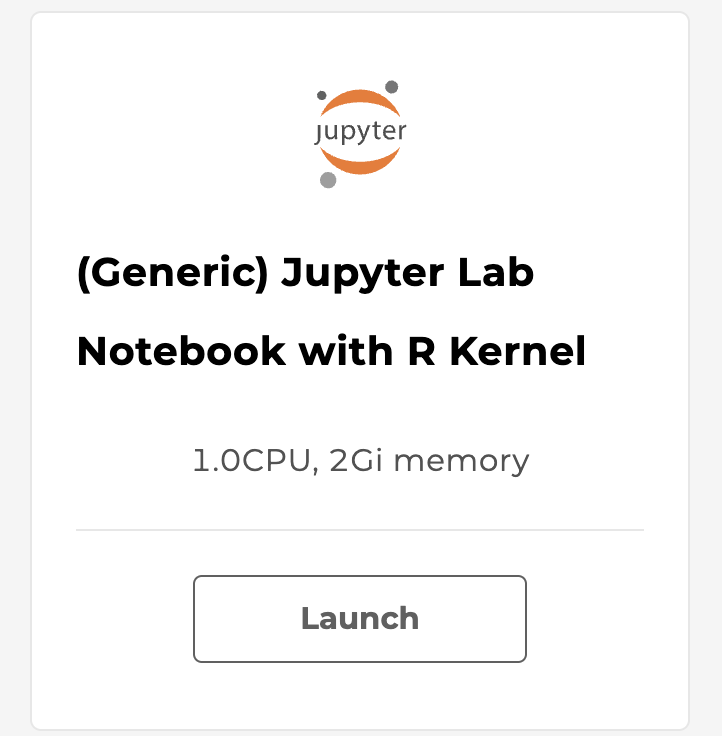 jupyter
(Generic) Jupyter Lab
Notebook with R Kernel
1.0CPU, 2Gi memory
Launch